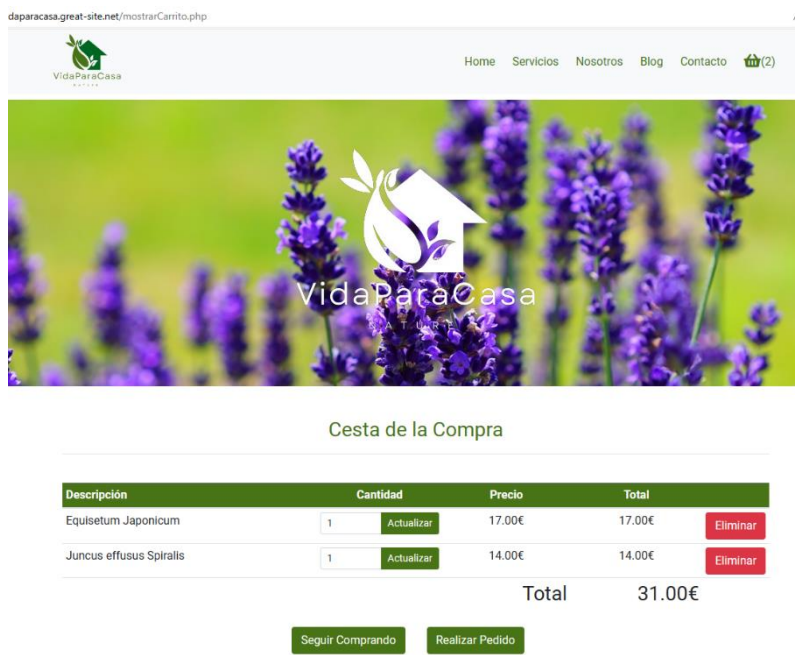 daparacasa.great-site.net/mostrarCarrito.php
VidaParaCasa
NATURE
Home Servicios Nosotros Blog Contacto (2)
VidaParaCasa
NATURE
Cesta de la Compra
Descripción Cantidad Precio Total
Equisetum Japonicum 1 Actualizar 17.00€ 17.00€ Eliminar
Juncus effusus Spiralis 1 Actualizar 14.00€ 14.00€ Eliminar
Total 31.00€
Seguir Comprando Realizar Pedido